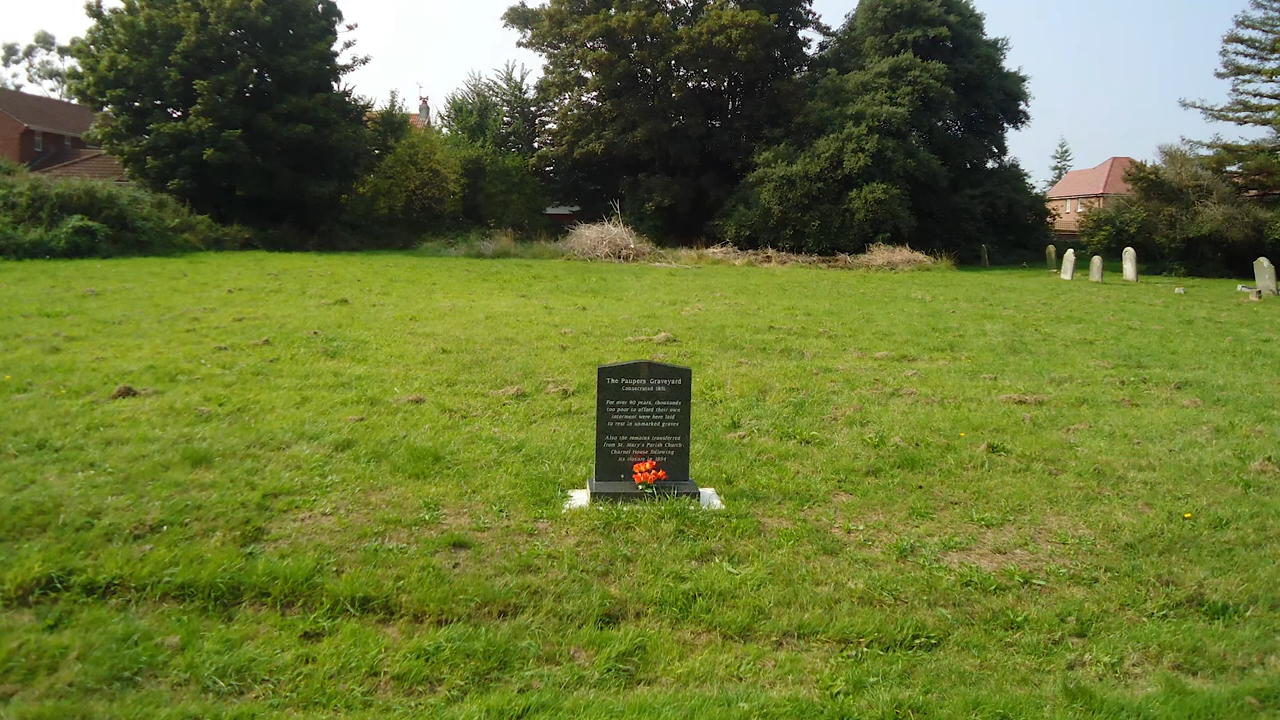 The Paupers Graveyard
Consecrated
For over 90 years, thousands
too poor to afford their own
interment were here laid
to rest in unmarked graves
Also the remains transferred
from St. Mary's Parish Church
Charnel House following
its closure in 1894